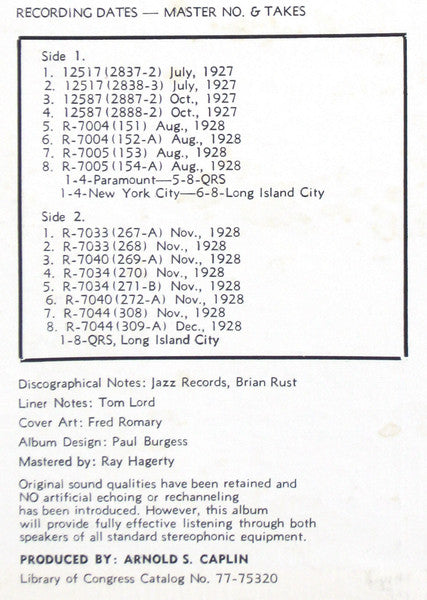 RECORDING DATES — MASTER NO. & TAKES
Side 1.
1. 12517 (2837-2) July, 1927
2. 12517 (2838-3) July, 1927
3. 12587 (2887-2) Oct., 1927
4. 12587 (2888-2) Oct., 1927
5. R-7004 (151) Aug., 1928
6. R-7004 (152-A) Aug., 1928
7. R-7005 (153) Aug., 1928
8. R-7005 (154-A) Aug., 1928
1-4-Paramount—5-8-QRS
1-4-New York City—6-8-Long Island City
Side 2.
1. R-7033 (267-A) Nov., 1928
2. R-7033 (268) Nov., 1928
3. R-7040 (269-A) Nov., 1928
4. R-7034 (270) Nov., 1928
5. R-7034 (271-B) Nov., 1928
6. R-7040 (272-A) Nov., 1928
7. R-7044 (308) Nov., 1928
8. R-7044 (309-A) Dec., 1928
1-8-QRS, Long Island City
Discographical Notes: Jazz Records, Brian Rust
Liner Notes: Tom Lord
Cover Art: Fred Romary
Album Design: Paul Burgess
Mastered by: Ray Hagerty
Original sound qualities have been retained and
NO artificial echoing or rechanneling
has been introduced. However, this album
will provide fully effective listening through both
speakers of all standard stereophonic equipment.
PRODUCED BY: ARNOLD S. CAPLIN
Library of Congress Catalog No. 77-75320